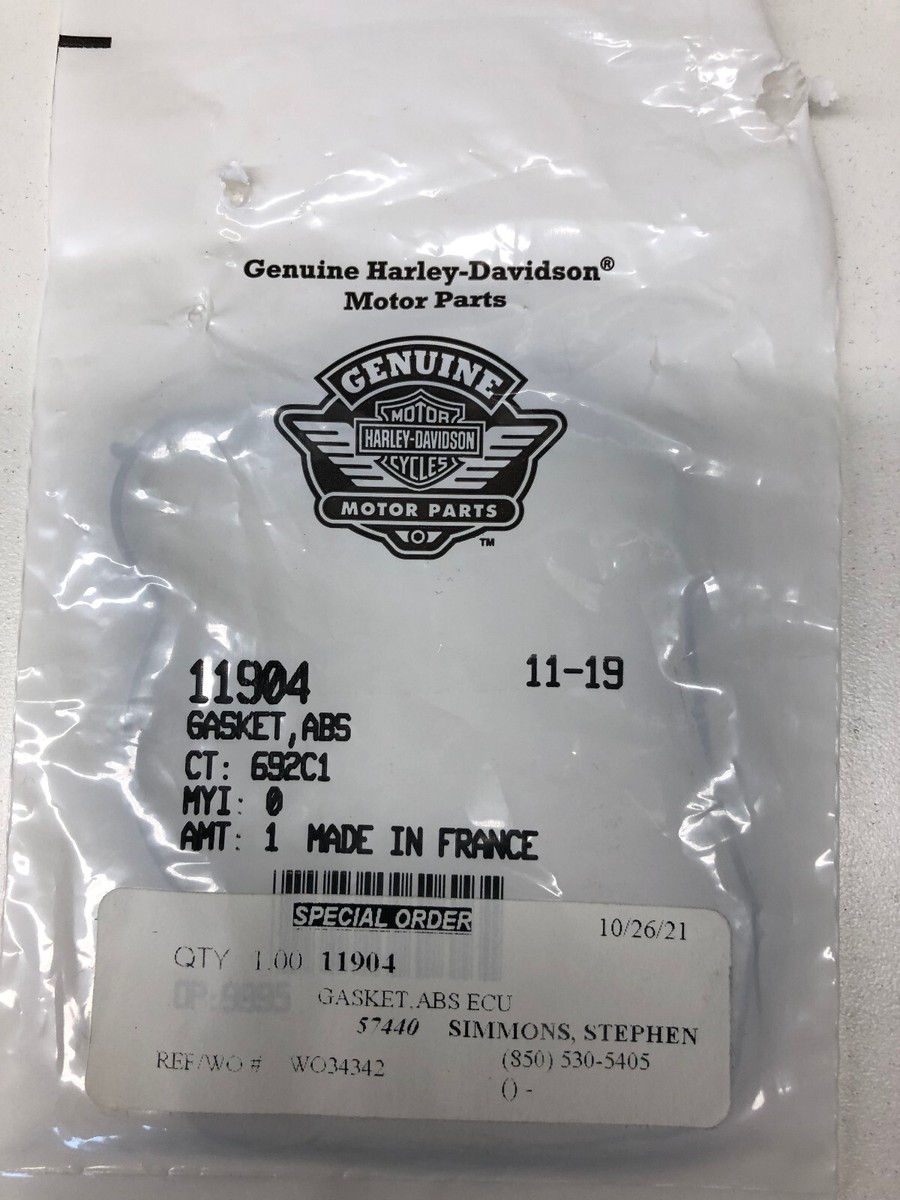 Genuine Harley-Davidson®
Motor Parts
GENUINE
MOTOR
HARLEY-DAVIDSON
CYCLES
MOTOR PARTS
TM
11904 11-19
GASKET,ABS
CT: 692C1
MYI: 0
AMT: 1 MADE IN FRANCE
SPECIAL ORDER 10/26/21
QTY 1.00 11904
GASKET,ABS ECU
57440 SIMMONS, STEPHEN
REF/WO # WO34342 (850) 530-5405
() -